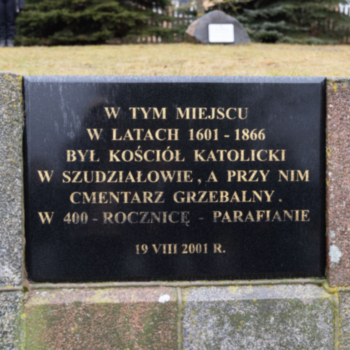 W TYM MIEJSCU
W LATACH 1601 - 1866
BYŁ KOŚCIÓŁ KATOLICKI
W SZUDZIAŁOWIE , A PRZY NIM
CMENTARZ GRZEBALNY .
W 400 - ROCZNICĘ - PARAFIANIE
19 VIII 2001 R.